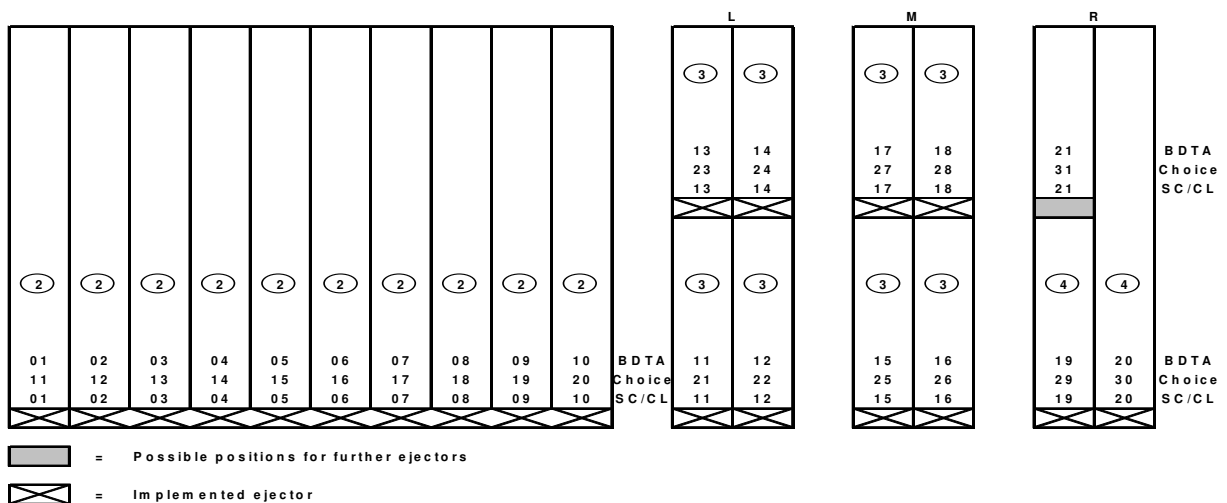 L M R
3 3 3 3
13 14 17 18 21 BDTA
23 24 27 28 31 Choice
13 14 17 18 21 SC/CL
2 2 2 2 2 2 2 2 2 2 3 3 3 3 4 4
01 02 03 04 05 06 07 08 09 10 BDTA 11 12 15 16 19 20 BDTA
11 12 13 14 15 16 17 18 19 20 Choice 21 22 25 26 29 30 Choice
01 02 03 04 05 06 07 08 09 10 SC/CL 11 12 15 16 19 20 SC/CL
= Possible positions for further ejectors
= Implemented ejector